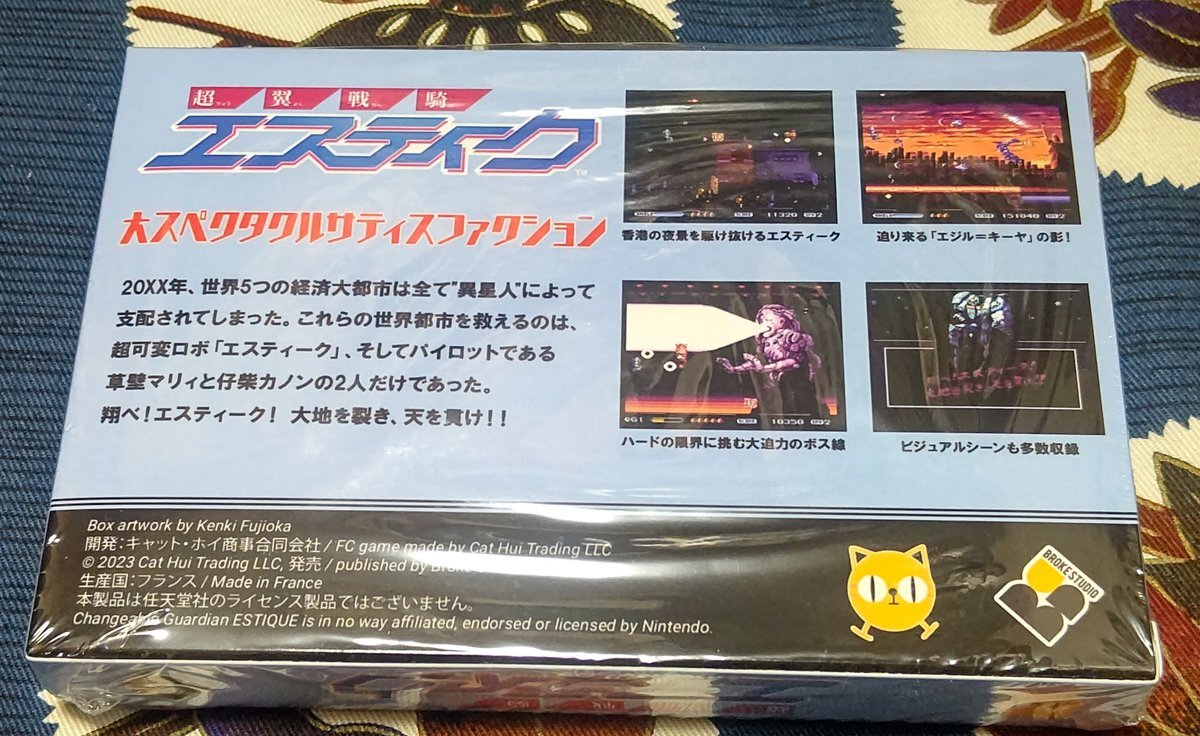 超ちょう 翼よく 戦せん 騎き
エスティーク™
大スペクタクルサティスファクション
20XX年、世界5つの経済大都市は全て"異星人"によって
支配されてしまった。これらの世界都市を救えるのは、
超可変ロボ「エスティーク」、そしてパイロットである
草壁マリィと仔柴カノンの2人だけであった。
翔べ!エスティーク! 大地を裂き、天を貫け!!
11320
香港の夜景を駆け抜けるエスティーク
151840
迫り来る「エジル=キーヤ」の影!
18350
ハードの限界に挑む大迫力のボス線
ビジュアルシーンも多数収録
Box artwork by Kenki Fujioka
開発:キャット・ホイ商事合同会社 / FC game made by Cat Hui Trading LLC
© 2023 Cat Hui Trading LLC, 発売 / published by
生産国:フランス / Made in France
本製品は任天堂社のライセンス製品ではございません。
Changeable Guardian ESTIQUE is in no way affiliated, endorsed or licensed by Nintendo.
BROKE STUDIO